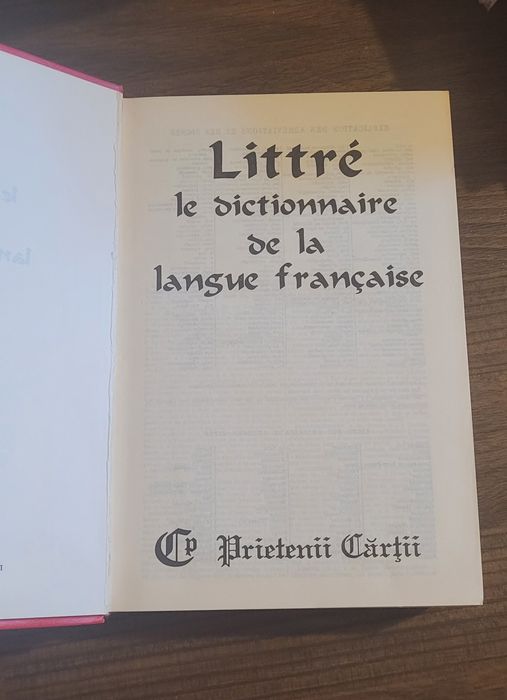 Littré
le dictionnaire
de la
langue française
Cp Prietenii Cărţii